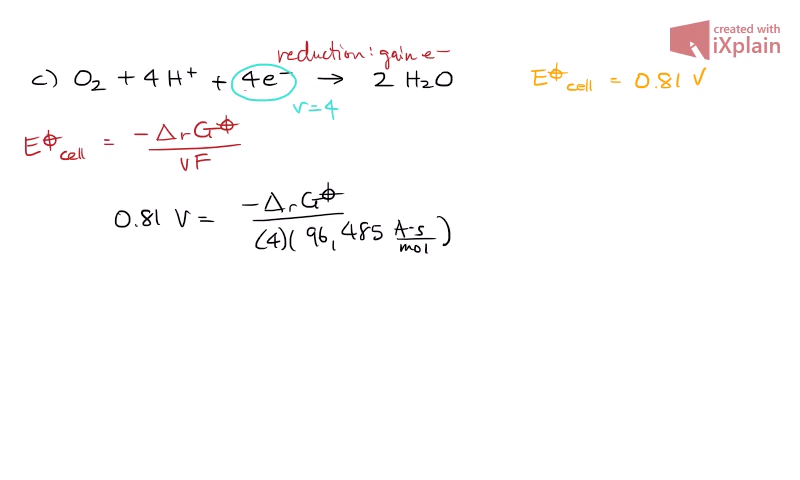 created with
iXplain
reduction: gain e-
c) O₂ + 4 H⁺ + 4e⁻ → 2 H₂O
E⦵cell = 0.81 V
v=4
E⦵cell = -ΔrG⦵ / vF
0.81 V = -ΔrG⦵ / (4)(96,485 A·s/mol)